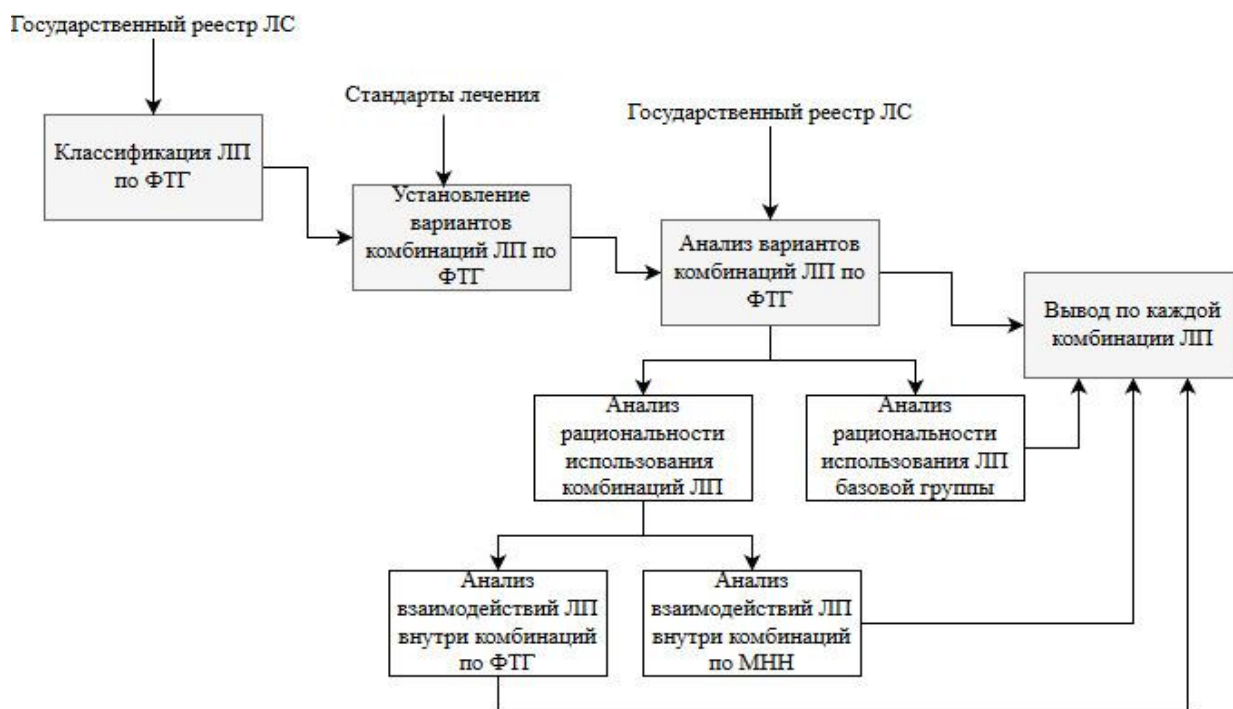 Государственный реестр ЛС
Стандарты лечения
Государственный реестр ЛС
Классификация ЛП
по ФТГ
Установление
вариантов
комбинаций ЛП по
ФТГ
Анализ вариантов
комбинаций ЛП по
ФТГ
Вывод по каждой
комбинации ЛП
Анализ
рациональности
использования
комбинаций ЛП
Анализ
рациональности
использования ЛП
базовой группы
Анализ
взаимодействий ЛП
внутри комбинаций
по ФТГ
Анализ
взаимодействий ЛП
внутри комбинаций
по МНН